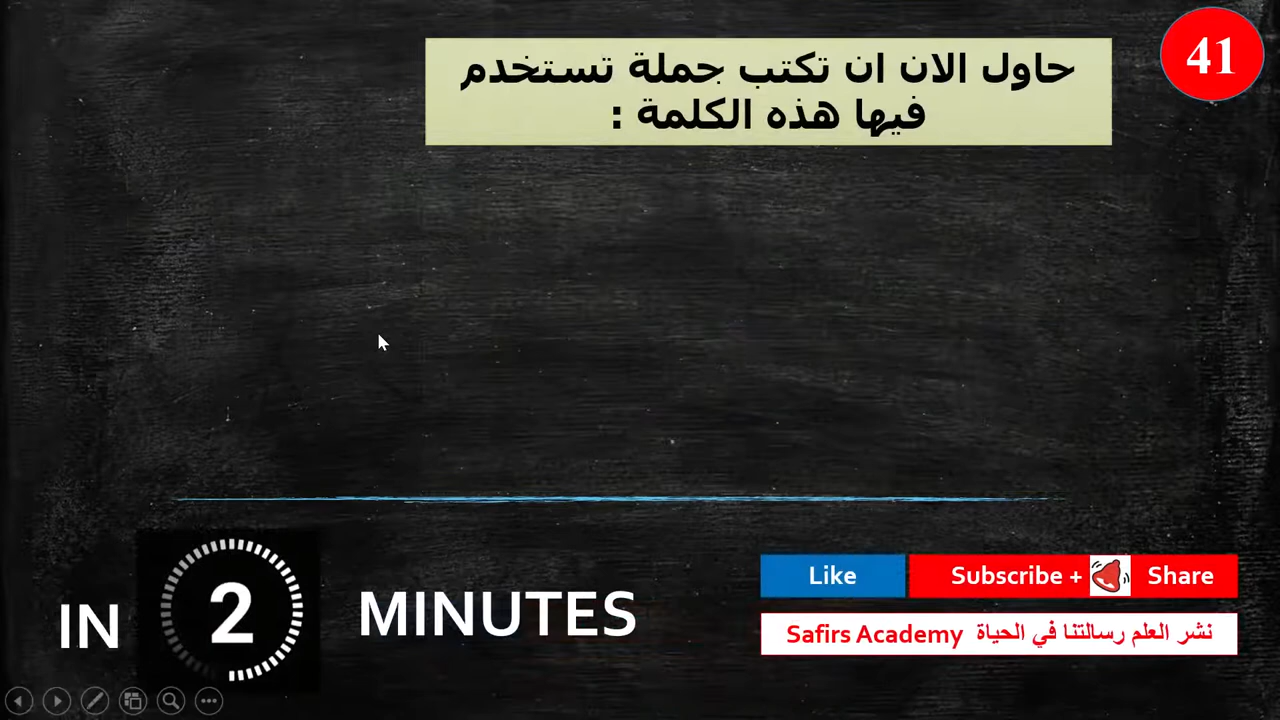 41
حاول الان ان تكتب جملة تستخدم
فيها هذه الكلمة :
IN 2 MINUTES
Like Subscribe + Share
Safirs Academy نشر العلم رسالتنا في الحياة